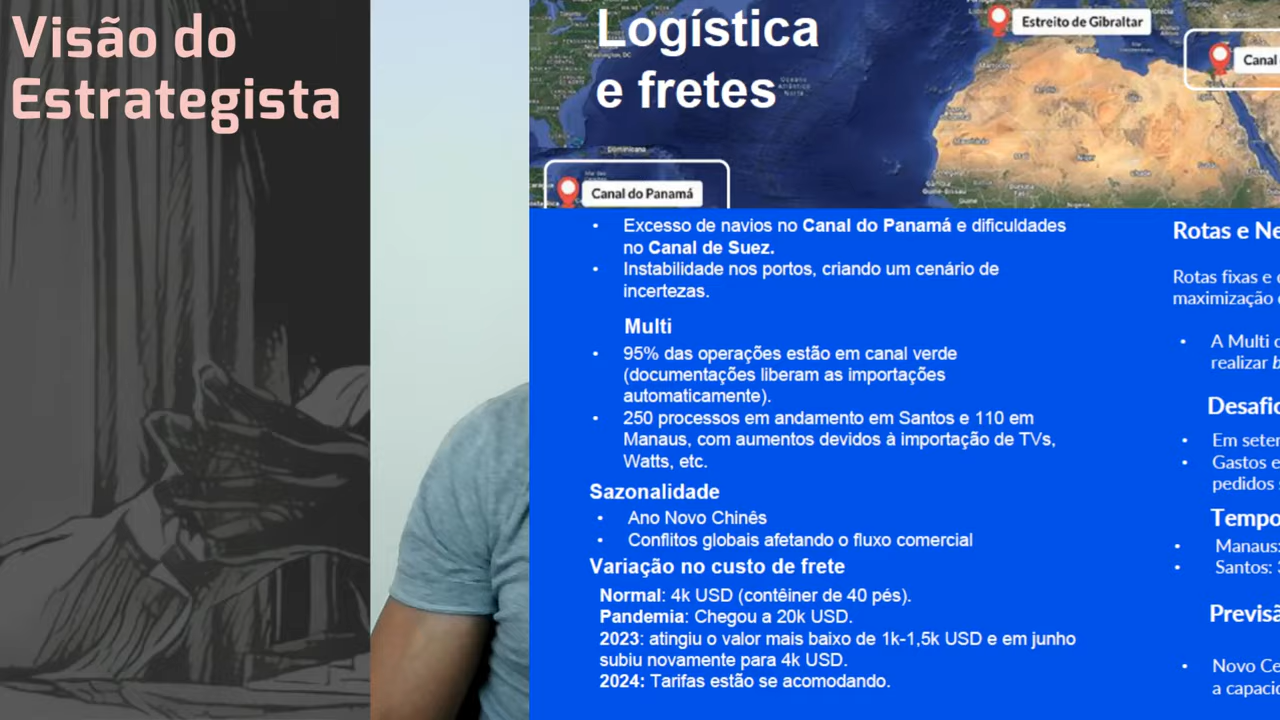 Visão do
Estrategista
Logística
e fretes
Estreito de Gibraltar
Canal
Canal do Panamá
• Excesso de navios no Canal do Panamá e dificuldades
no Canal de Suez.
• Instabilidade nos portos, criando um cenário de
incertezas.
Multi
• 95% das operações estão em canal verde
(documentações liberam as importações
automaticamente).
• 250 processos em andamento em Santos e 110 em
Manaus, com aumentos devidos à importação de TVs,
Watts, etc.
Sazonalidade
• Ano Novo Chinês
• Conflitos globais afetando o fluxo comercial
Variação no custo de frete
Normal: 4k USD (contêiner de 40 pés).
Pandemia: Chegou a 20k USD.
2023: atingiu o valor mais baixo de 1k-1,5k USD e em junho
subiu novamente para 4k USD.
2024: Tarifas estão se acomodando.
Rotas e Ne
Rotas fixas e
maximização
• A Multi
realizar b
Desafio
• Em seter
• Gastos e
pedidos
Tempo
• Manaus:
• Santos:
Previsã
• Novo Ce
a capacid